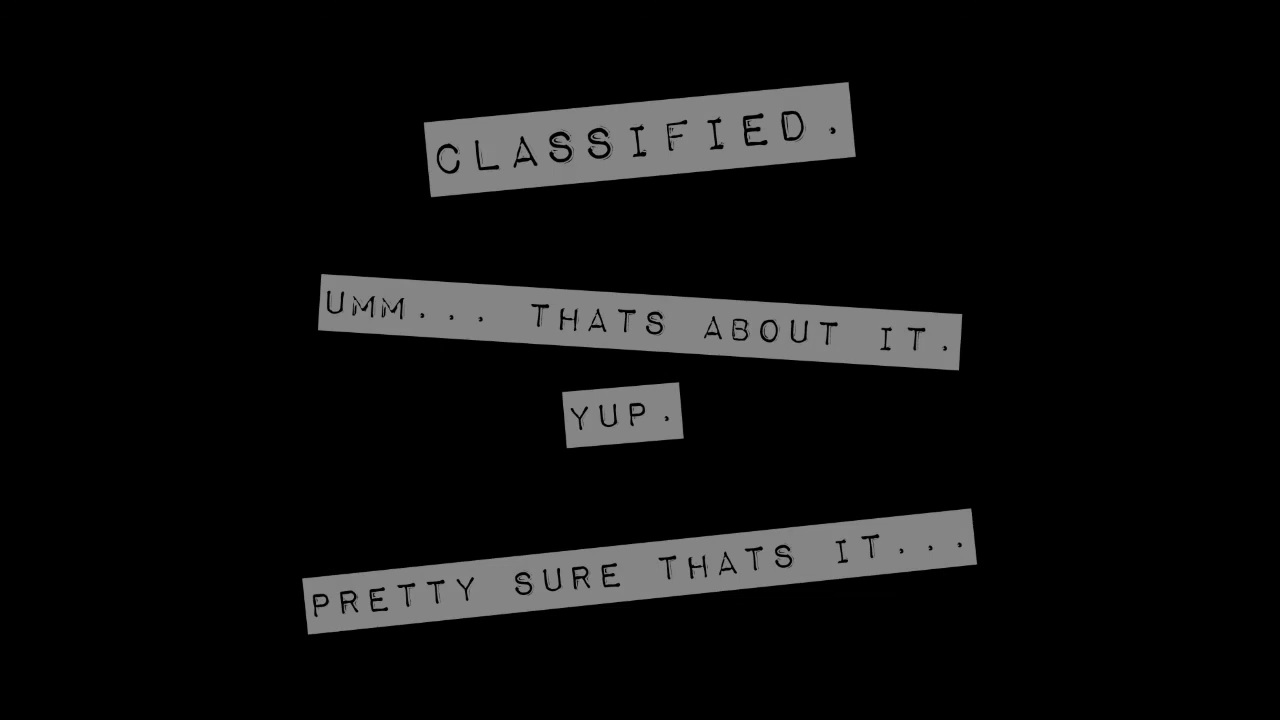 CLASSIFIED.
UMM... THATS ABOUT IT.
YUP.
PRETTY SURE THATS IT...